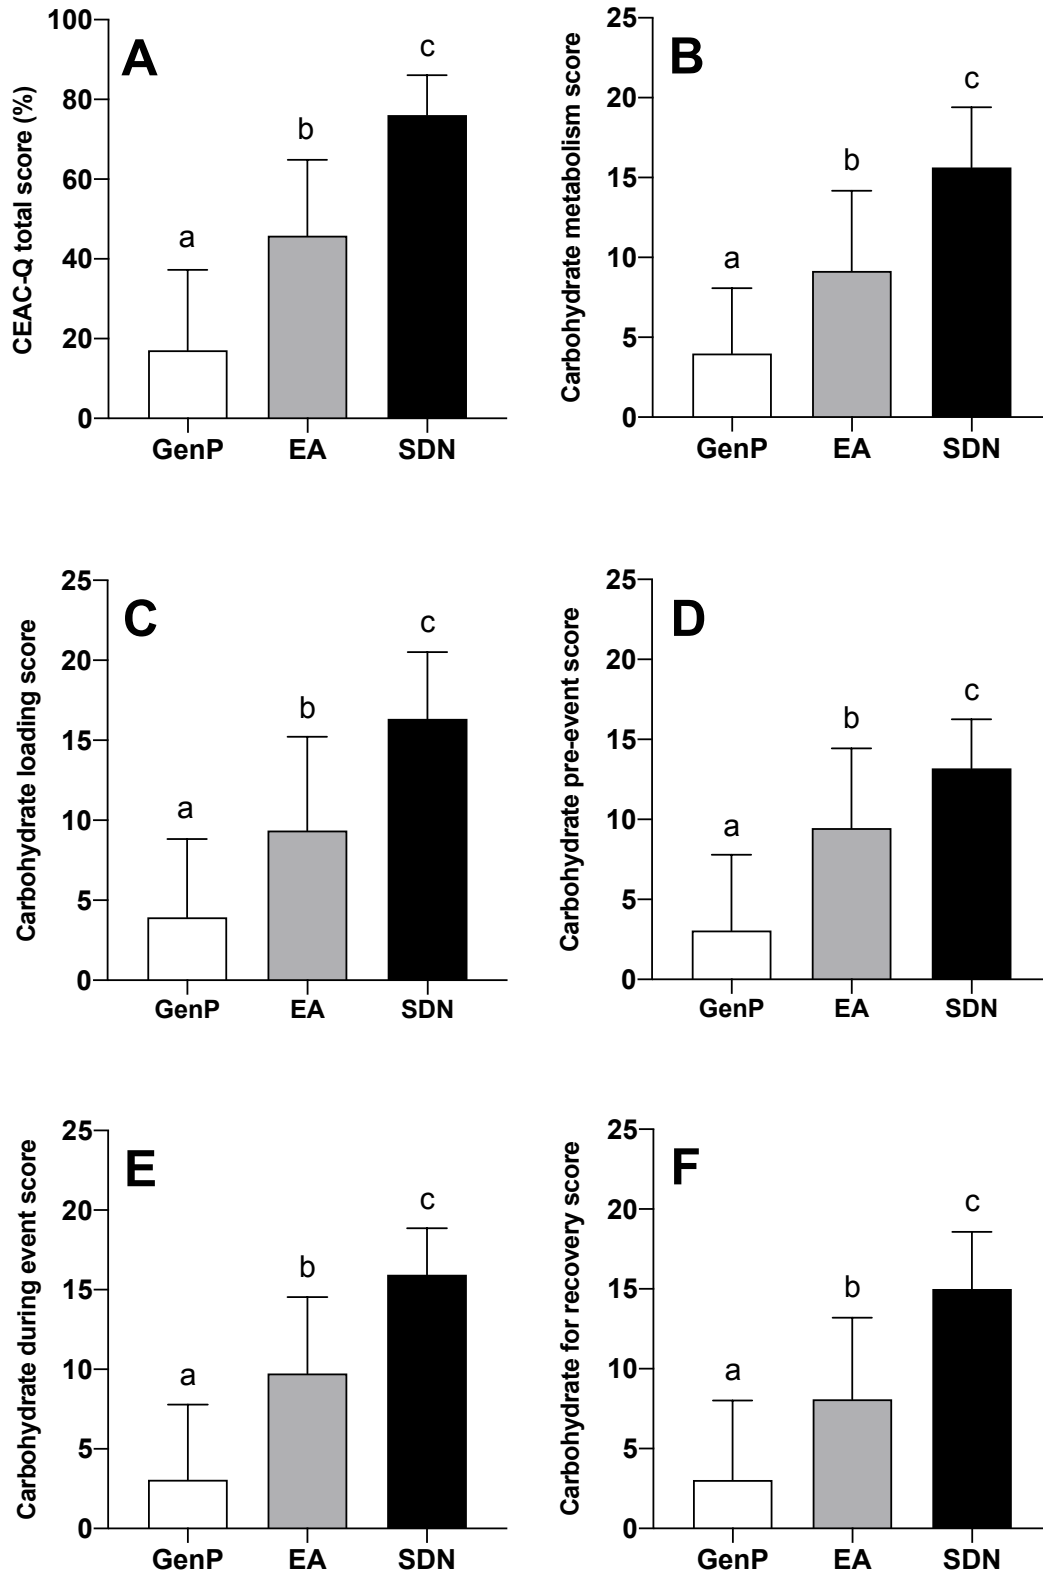 A
CEAC-Q total score (%)
100
80
60
40
20
0
a
b
c
GenP EA SDN
B
Carbohydrate metabolism score
25
20
15
10
5
0
a
b
c
GenP EA SDN
C
Carbohydrate loading score
25
20
15
10
5
0
a
b
c
GenP EA SDN
D
Carbohydrate pre-event score
25
20
15
10
5
0
a
b
c
GenP EA SDN
E
Carbohydrate during event score
25
20
15
10
5
0
a
b
c
GenP EA SDN
F
Carbohydrate for recovery score
25
20
15
10
5
0
a
b
c
GenP EA SDN